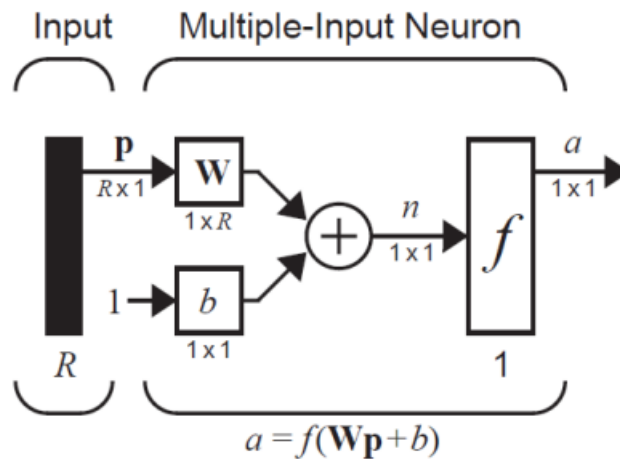 Input Multiple-Input Neuron
p W n a
R x 1 1 x R 1 x 1 1 x 1
+ f
1 b
1 x 1
R 1
a = f(Wp+b)